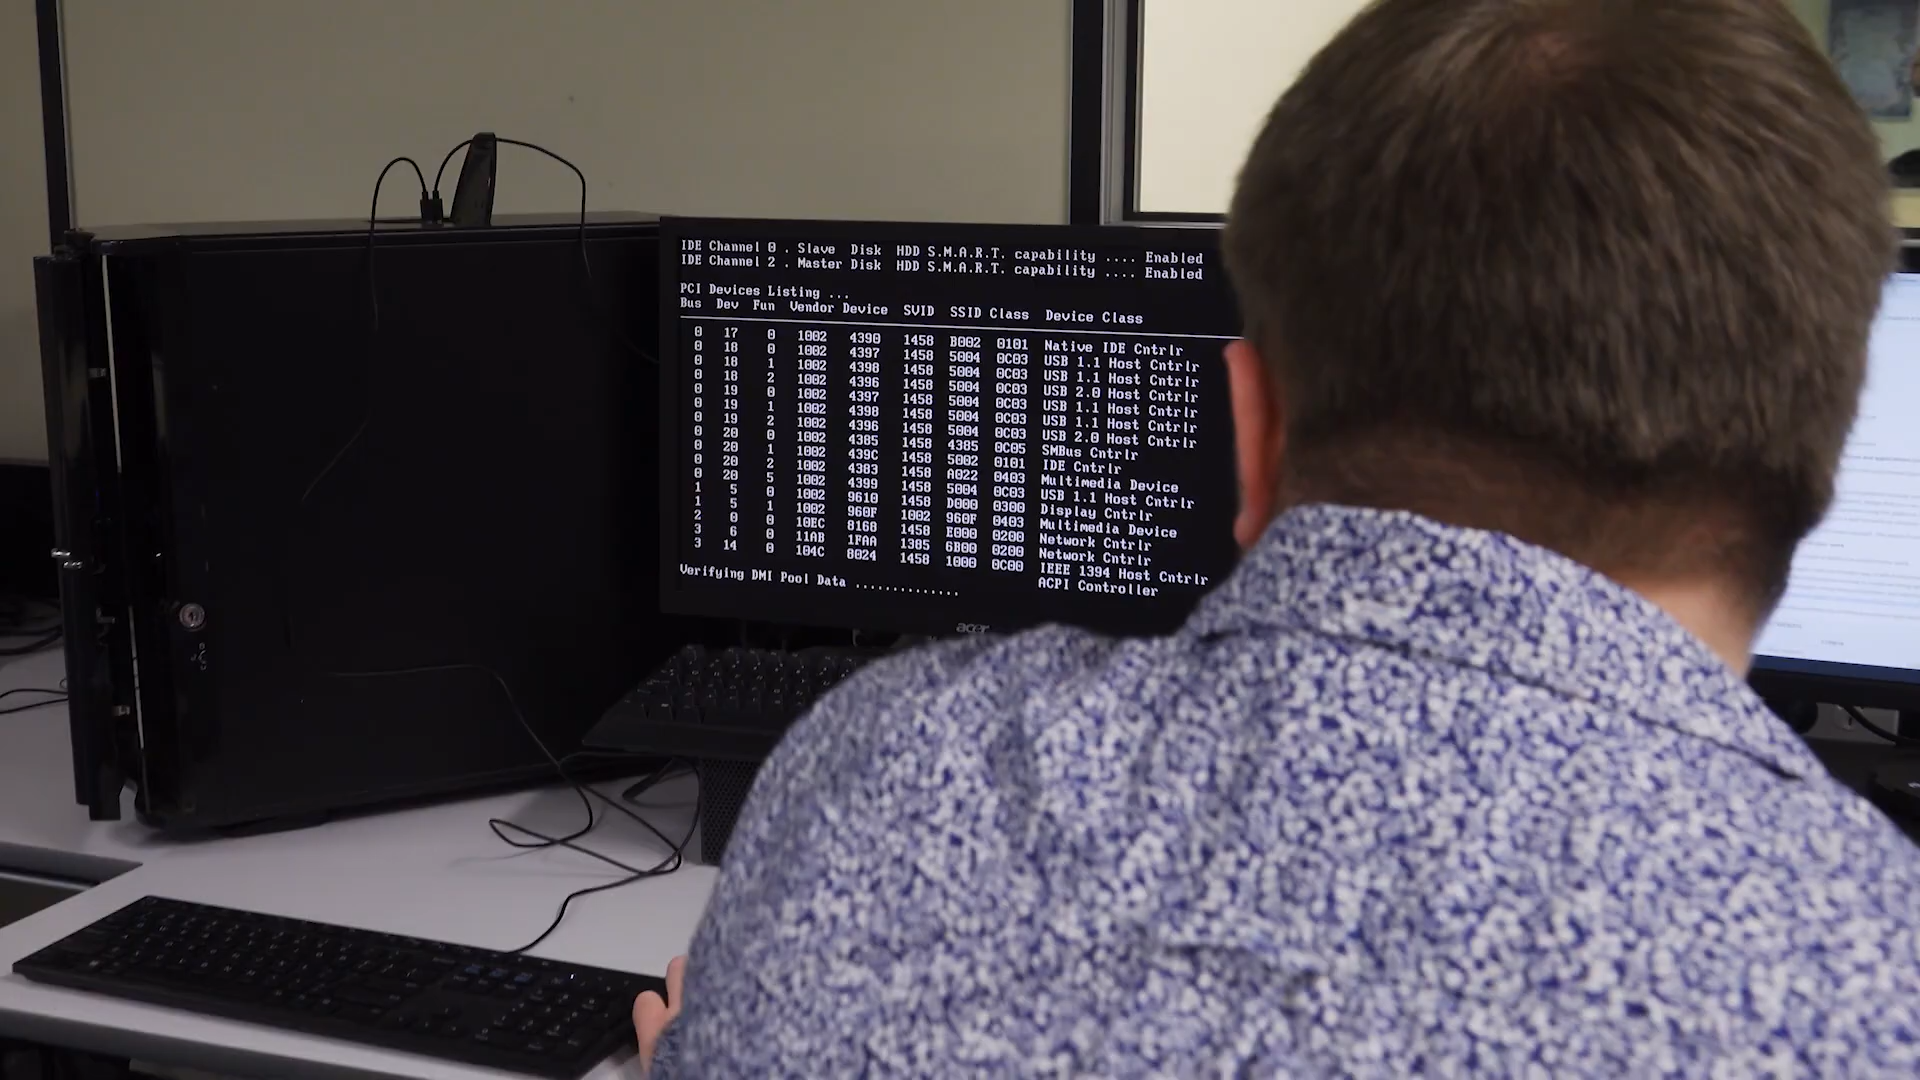 IDE Channel 0 . Slave Disk HDD S.M.A.R.T. capability .... Enabled
IDE Channel 2 . Master Disk HDD S.M.A.R.T. capability .... Enabled
PCI Devices Listing ...
Bus Dev Fun Vendor Device SVID SSID Class Device Class
0 17 0 1002 4390 1458 B002 0101 Native IDE Cntrlr
0 18 0 1002 4397 1458 5004 0C03 USB 1.1 Host Cntrlr
0 18 1 1002 4398 1458 5004 0C03 USB 1.1 Host Cntrlr
0 18 2 1002 4396 1458 5004 0C03 USB 2.0 Host Cntrlr
0 19 0 1002 4397 1458 5004 0C03 USB 1.1 Host Cntrlr
0 19 1 1002 4398 1458 5004 0C03 USB 1.1 Host Cntrlr
0 19 2 1002 4396 1458 5004 0C03 USB 2.0 Host Cntrlr
0 20 0 1002 4385 1458 4385 0C05 SMBus Cntrlr
0 20 1 1002 439C 1458 5002 0101 IDE Cntrlr
0 20 2 1002 4383 1458 A022 0403 Multimedia Device
0 20 5 1002 4399 1458 5004 0C03 USB 1.1 Host Cntrlr
1 5 0 1002 9610 1458 D000 0300 Display Cntrlr
1 5 1 1002 960F 1002 960F 0403 Multimedia Device
2 0 0 10EC 8168 1458 E000 0200 Network Cntrlr
3 6 0 11AB 1FAA 1385 6B00 0200 Network Cntrlr
3 14 0 104C 8024 1458 1000 0C00 IEEE 1394 Host Cntrlr
ACPI Controller
Verifying DMI Pool Data ..............
acer